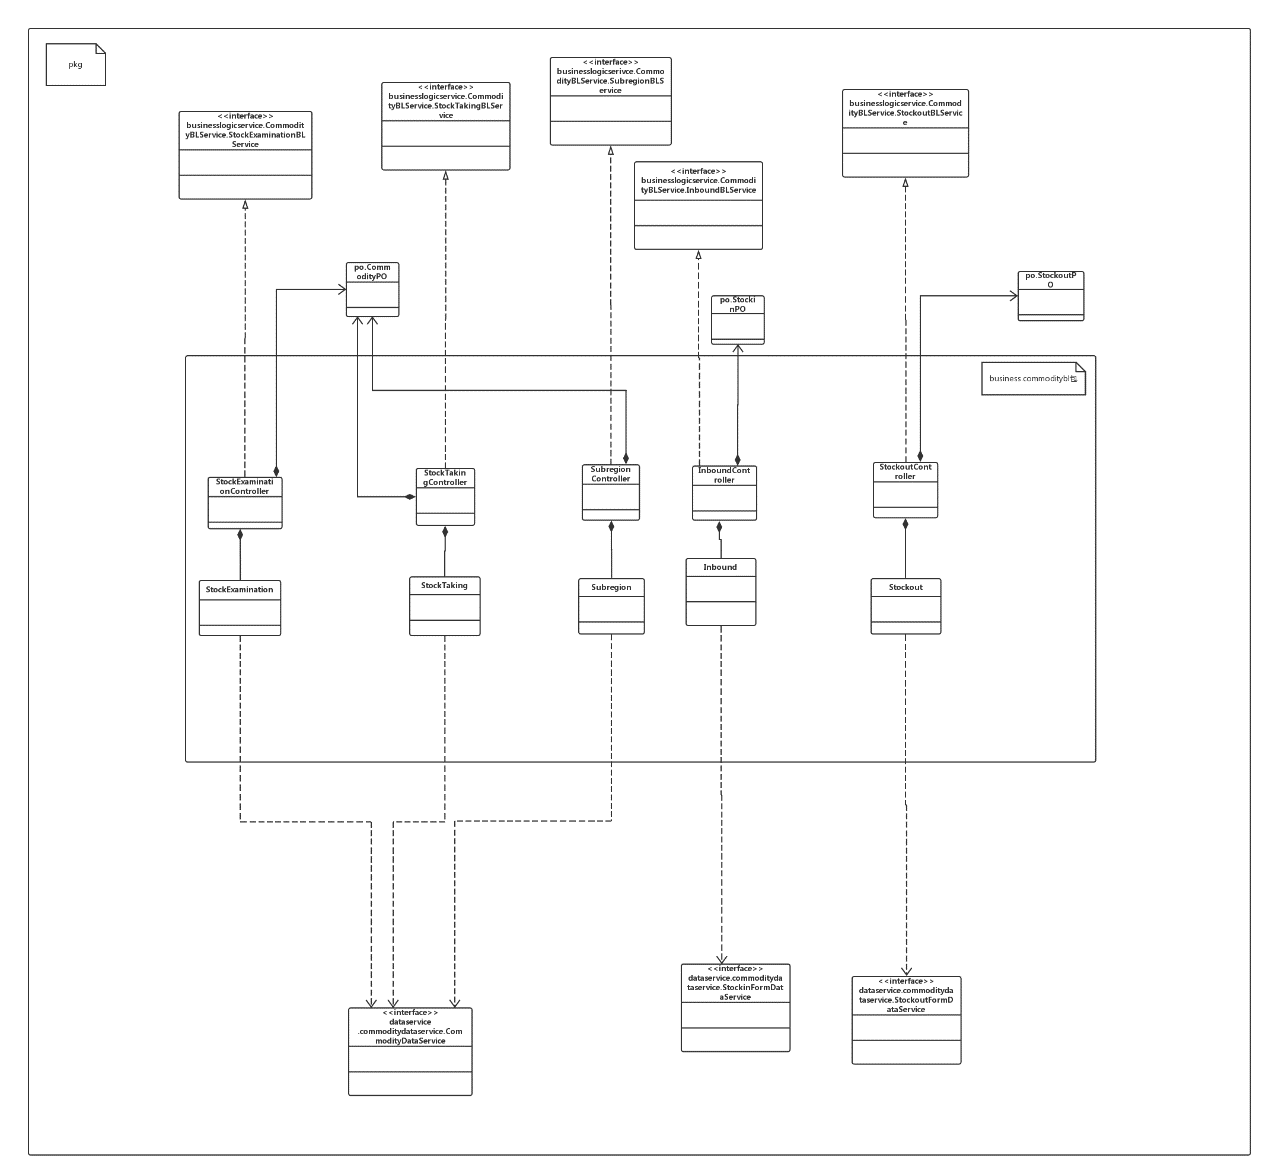 pkg
<<interface>>
businesslogicserivce.Commo
dityBLService.SubregionBLS
ervice
<<interface>>
businesslogicservice.Commodi
tyBLService.StockTakingBLSer
vice
<<interface>>
businesslogicservice.Commod
ityBLService.StockoutBLServic
e
<<interface>>
businesslogicservice.Commodit
yBLService.StockExaminationBL
Service
<<interface>>
businesslogicservice.Commodi
tyBLService.InboundBLService
po.Comm
odityPO
po.StockoutP
O
po.Stocki
nPO
business.commoditybl包
StockExaminati
onController
StockTakin
gController
Subregion
Controller
InboundCont
roller
StockoutCont
roller
StockExamination
StockTaking
Subregion
Inbound
Stockout
<<interface>>
dataservice.commodityda
taservice.StockinFormDat
aService
<<interface>>
dataservice.commodityda
taservice.StockoutFormD
ataService
<<interface>>
dataservice
.commoditydataservice.Com
modityDataService